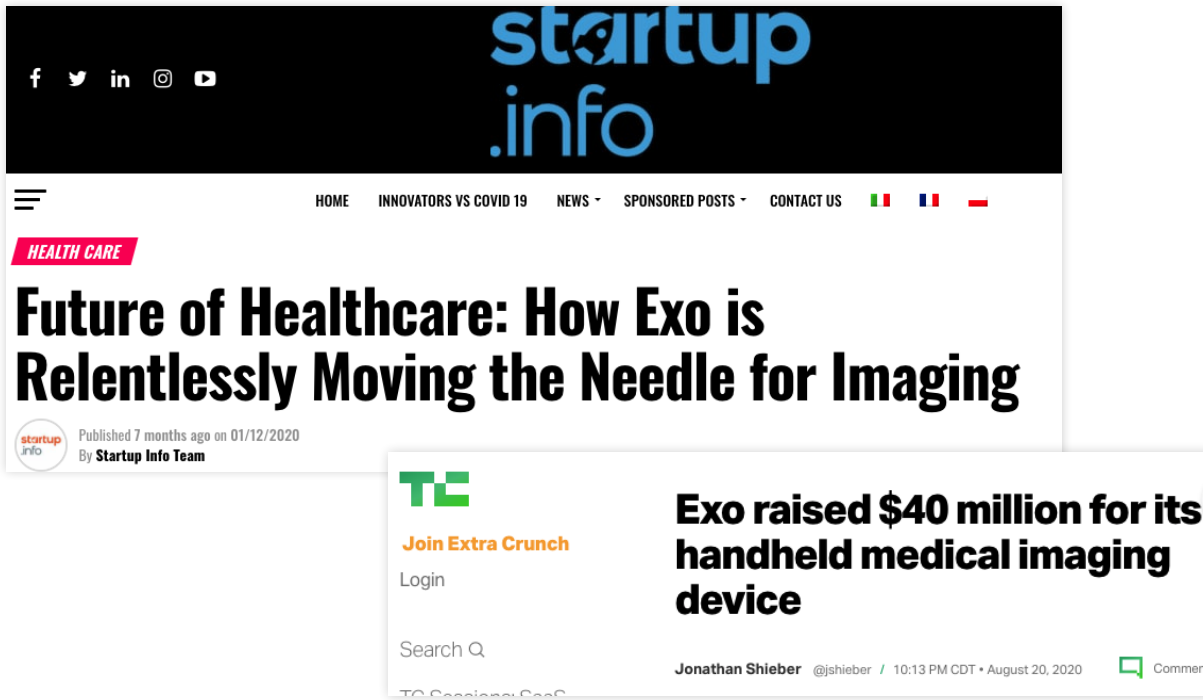 startup
.info
HOME INNOVATORS VS COVID 19 NEWS SPONSORED POSTS CONTACT US
HEALTH CARE
Future of Healthcare: How Exo is
Relentlessly Moving the Needle for Imaging
startup
.info
Published 7 months ago on 01/12/2020
By Startup Info Team
TC
Join Extra Crunch
Login
Search
TC Sessions: SaaS
Exo raised $40 million for its
handheld medical imaging
device
Jonathan Shieber @jshieber / 10:13 PM CDT • August 20, 2020